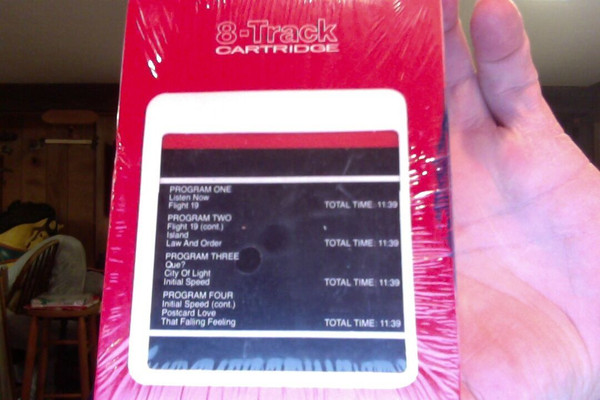 8-Track
CARTRIDGE
PROGRAM ONE
Listen Now
Flight 19 TOTAL TIME: 11:39
PROGRAM TWO
Flight 19 (cont.)
Island
Law And Order TOTAL TIME: 11:39
PROGRAM THREE
Que?
City Of Light
Initial Speed TOTAL TIME: 11:39
PROGRAM FOUR
Initial Speed (cont.)
Postcard Love
That Falling Feeling TOTAL TIME: 11:39